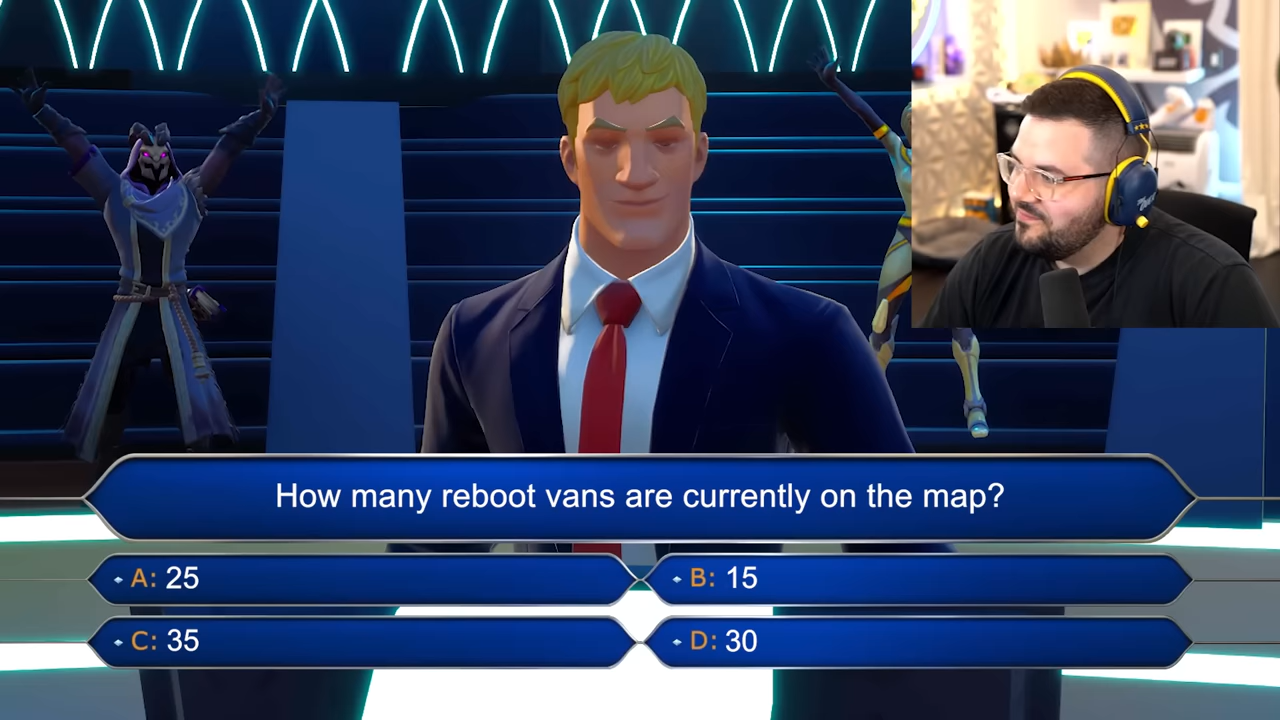 How many reboot vans are currently on the map?
A: 25
B: 15
C: 35
D: 30